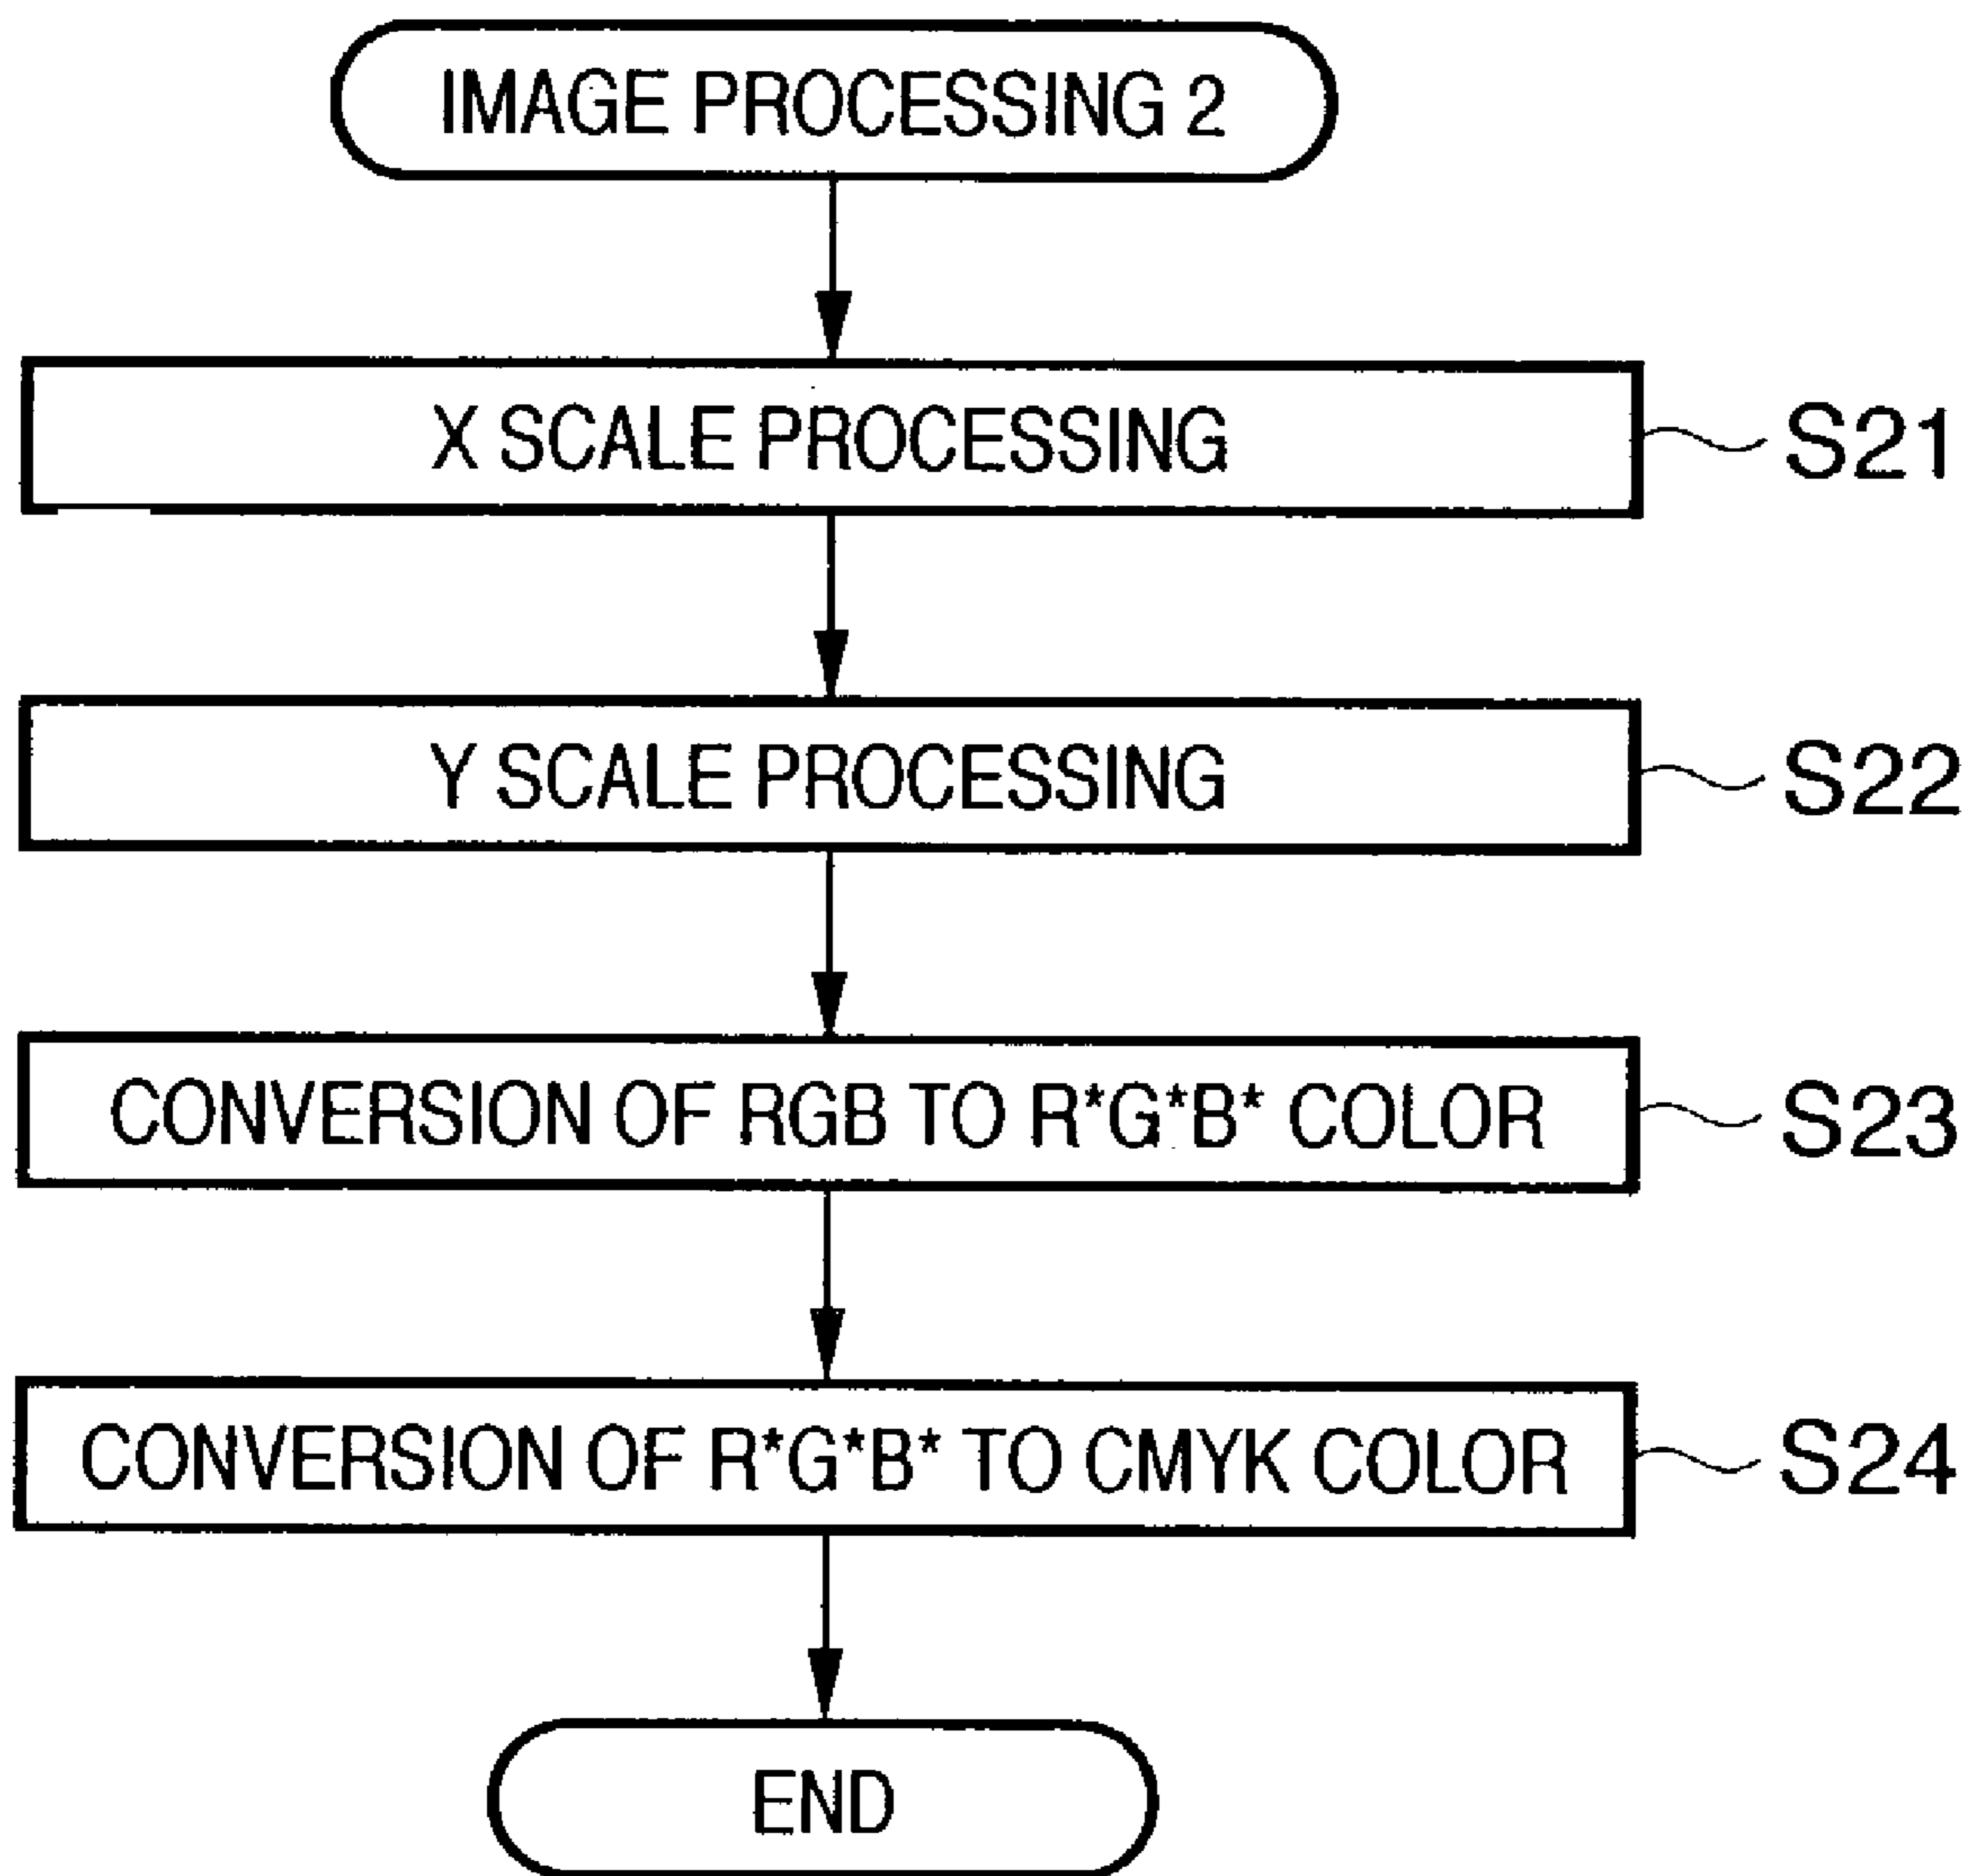 IMAGE PROCESSING 2
X SCALE PROCESSING
S21
Y SCALE PROCESSING
S22
CONVERSION OF RGB TO R*G*B* COLOR
S23
CONVERSION OF R*G*B* TO CMYK COLOR
S24
END